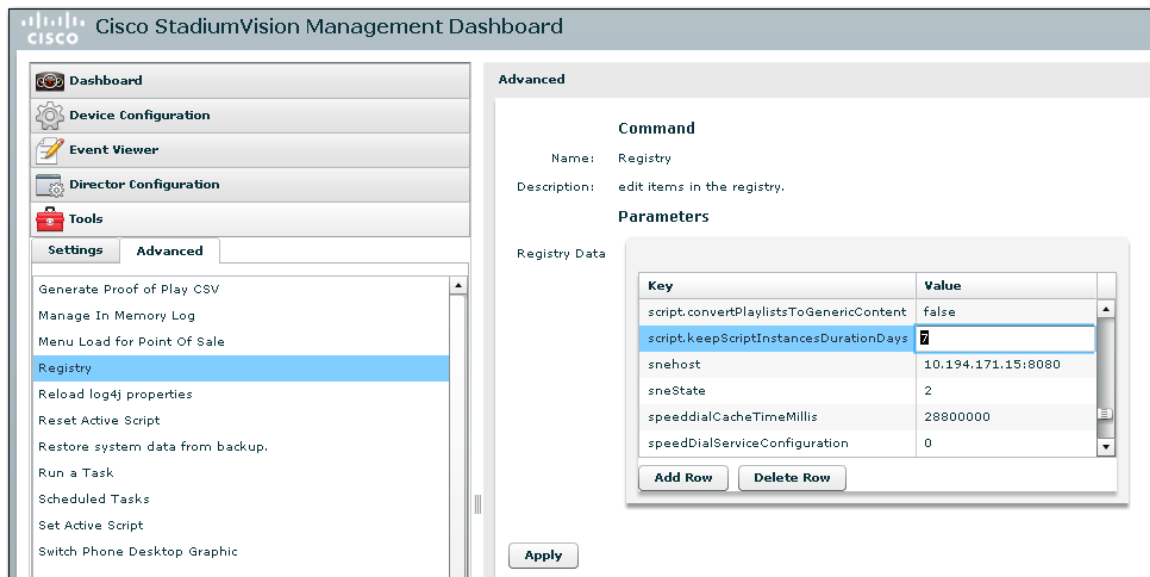 CISCO
Cisco StadiumVision Management Dashboard
Dashboard
Device Configuration
Event Viewer
Director Configuration
Tools
Settings Advanced
Generate Proof of Play CSV
Manage In Memory Log
Menu Load for Point Of Sale
Registry
Reload log4j properties
Reset Active Script
Restore system data from backup.
Run a Task
Scheduled Tasks
Set Active Script
Switch Phone Desktop Graphic
Advanced
Command
Name: Registry
Description: edit items in the registry.
Parameters
Registry Data
Key Value
script.convertPlaylistsToGenericContent false
script.keepScriptInstancesDurationDays 7
snehost 10.194.171.15:8080
sneState 2
speeddialCacheTimeMillis 28800000
speedDialServiceConfiguration 0
Add Row Delete Row
Apply